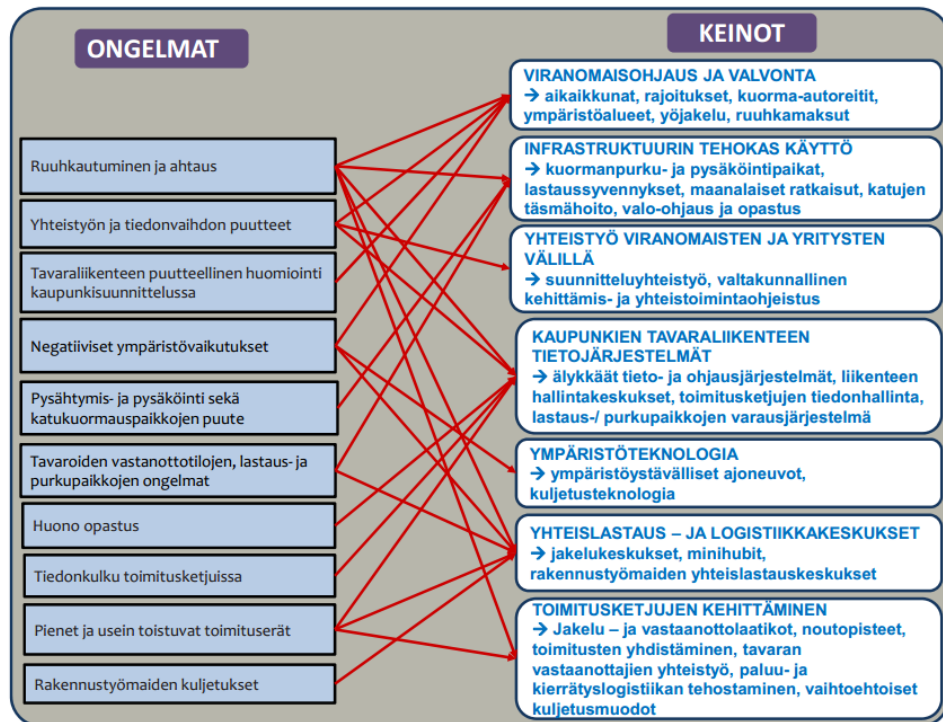 ONGELMAT
Ruuhkautuminen ja ahtaus
Yhteistyön ja tiedonvaihdon puutteet
Tavaraliikenteen puutteellinen huomiointi
kaupunkisuunnittelussa
Negatiiviset ympäristövaikutukset
Pysähtymis- ja pysäköinti sekä
katukuormauspaikkojen puute
Tavaroiden vastanottotilojen, lastaus- ja
purkupaikkojen ongelmat
Huono opastus
Tiedonkulku toimitusketjuissa
Pienet ja usein toistuvat toimituserät
Rakennustyömaiden kuljetukset
KEINOT
VIRANOMAISOHJAUS JA VALVONTA
→ aikaikkunat, rajoitukset, kuorma-autoreitit,
ympäristöalueet, yöjakelu, ruuhkamaksut
INFRASTRUKTUURIN TEHOKAS KÄYTTÖ
→ kuormanpurku- ja pysäköintipaikat,
lastaussyvennykset, maanalaiset ratkaisut, katujen
täsmähoito, valo-ohjaus ja opastus
YHTEISTYÖ VIRANOMAISTEN JA YRITYSTEN
VÄLILLÄ
→ suunnitteluyhteistyö, valtakunnallinen
kehittämis- ja yhteistoimintaohjeistus
KAUPUNKIEN TAVARALIIKENTEEN
TIETOJÄRJESTELMÄT
→ älykkäät tieto- ja ohjausjärjestelmät, liikenteen
hallintakeskukset, toimitusketjujen tiedonhallinta,
lastaus-/ purkupaikkojen varausjärjestelmä
YMPÄRISTÖTEKNOLOGIA
→ ympäristöystävälliset ajoneuvot,
kuljetusteknologia
YHTEISLASTAUS – JA LOGISTIIKKAKESKUKSET
→ jakelukeskukset, minihubit,
rakennustyömaiden yhteislastauskeskukset
TOIMITUSKETJUJEN KEHITTÄMINEN
→ Jakelu – ja vastaanottolaatikot, noutopisteet,
toimitusten yhdistäminen, tavaran
vastaanottajien yhteistyö, paluu- ja
kierrätyslogistiikan tehostaminen, vaihtoehtoiset
kuljetusmuodot